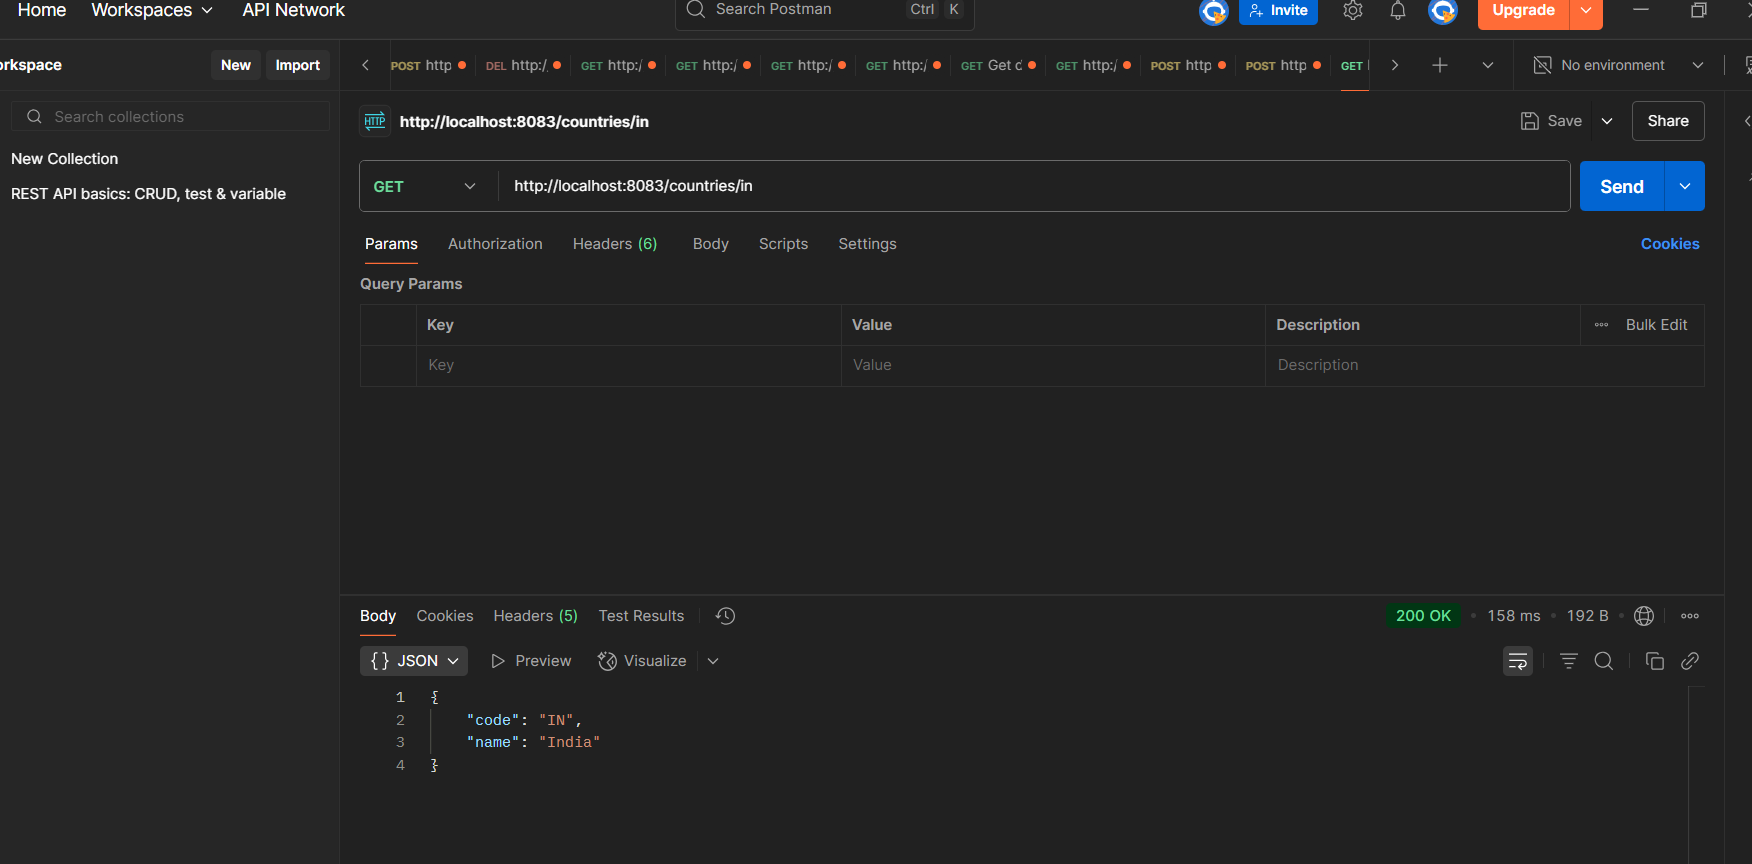 Home Workspaces API Network Search Postman Ctrl K Invite Upgrade
orkspace New Import
POST http DEL http:/ GET http:/ GET http:/ GET http:/ GET http:/ GET Get c GET http:/ POST http POST http GET No environment
Search collections
HTTP http://localhost:8083/countries/in Save Share
New Collection
REST API basics: CRUD, test & variable
GET http://localhost:8083/countries/in Send
Params Authorization Headers (6) Body Scripts Settings Cookies
Query Params
Key Value Description Bulk Edit
Key Value Description
Body Cookies Headers (5) Test Results 200 OK • 158 ms • 192 B
{} JSON Preview Visualize
1 {
2 "code": "IN",
3 "name": "India"
4 }